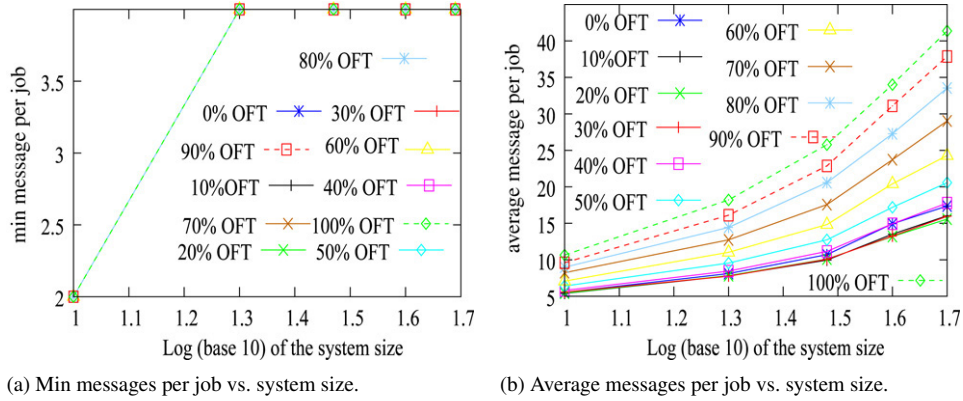 min message per job
4
3.5
3
2.5
2
80% OFT
0% OFT
30% OFT
90% OFT
60% OFT
10%OFT
40% OFT
70% OFT
100% OFT
20% OFT
50% OFT
1
1.1
1.2
1.3
1.4
1.5
1.6
1.7
Log (base 10) of the system size
(a) Min messages per job vs. system size.
average message per job
40
35
30
25
20
15
10
5
0% OFT
60% OFT
10%OFT
70% OFT
20% OFT
80% OFT
30% OFT
90% OFT
40% OFT
50% OFT
100% OFT
1
1.1
1.2
1.3
1.4
1.5
1.6
1.7
Log (base 10) of the system size
(b) Average messages per job vs. system size.